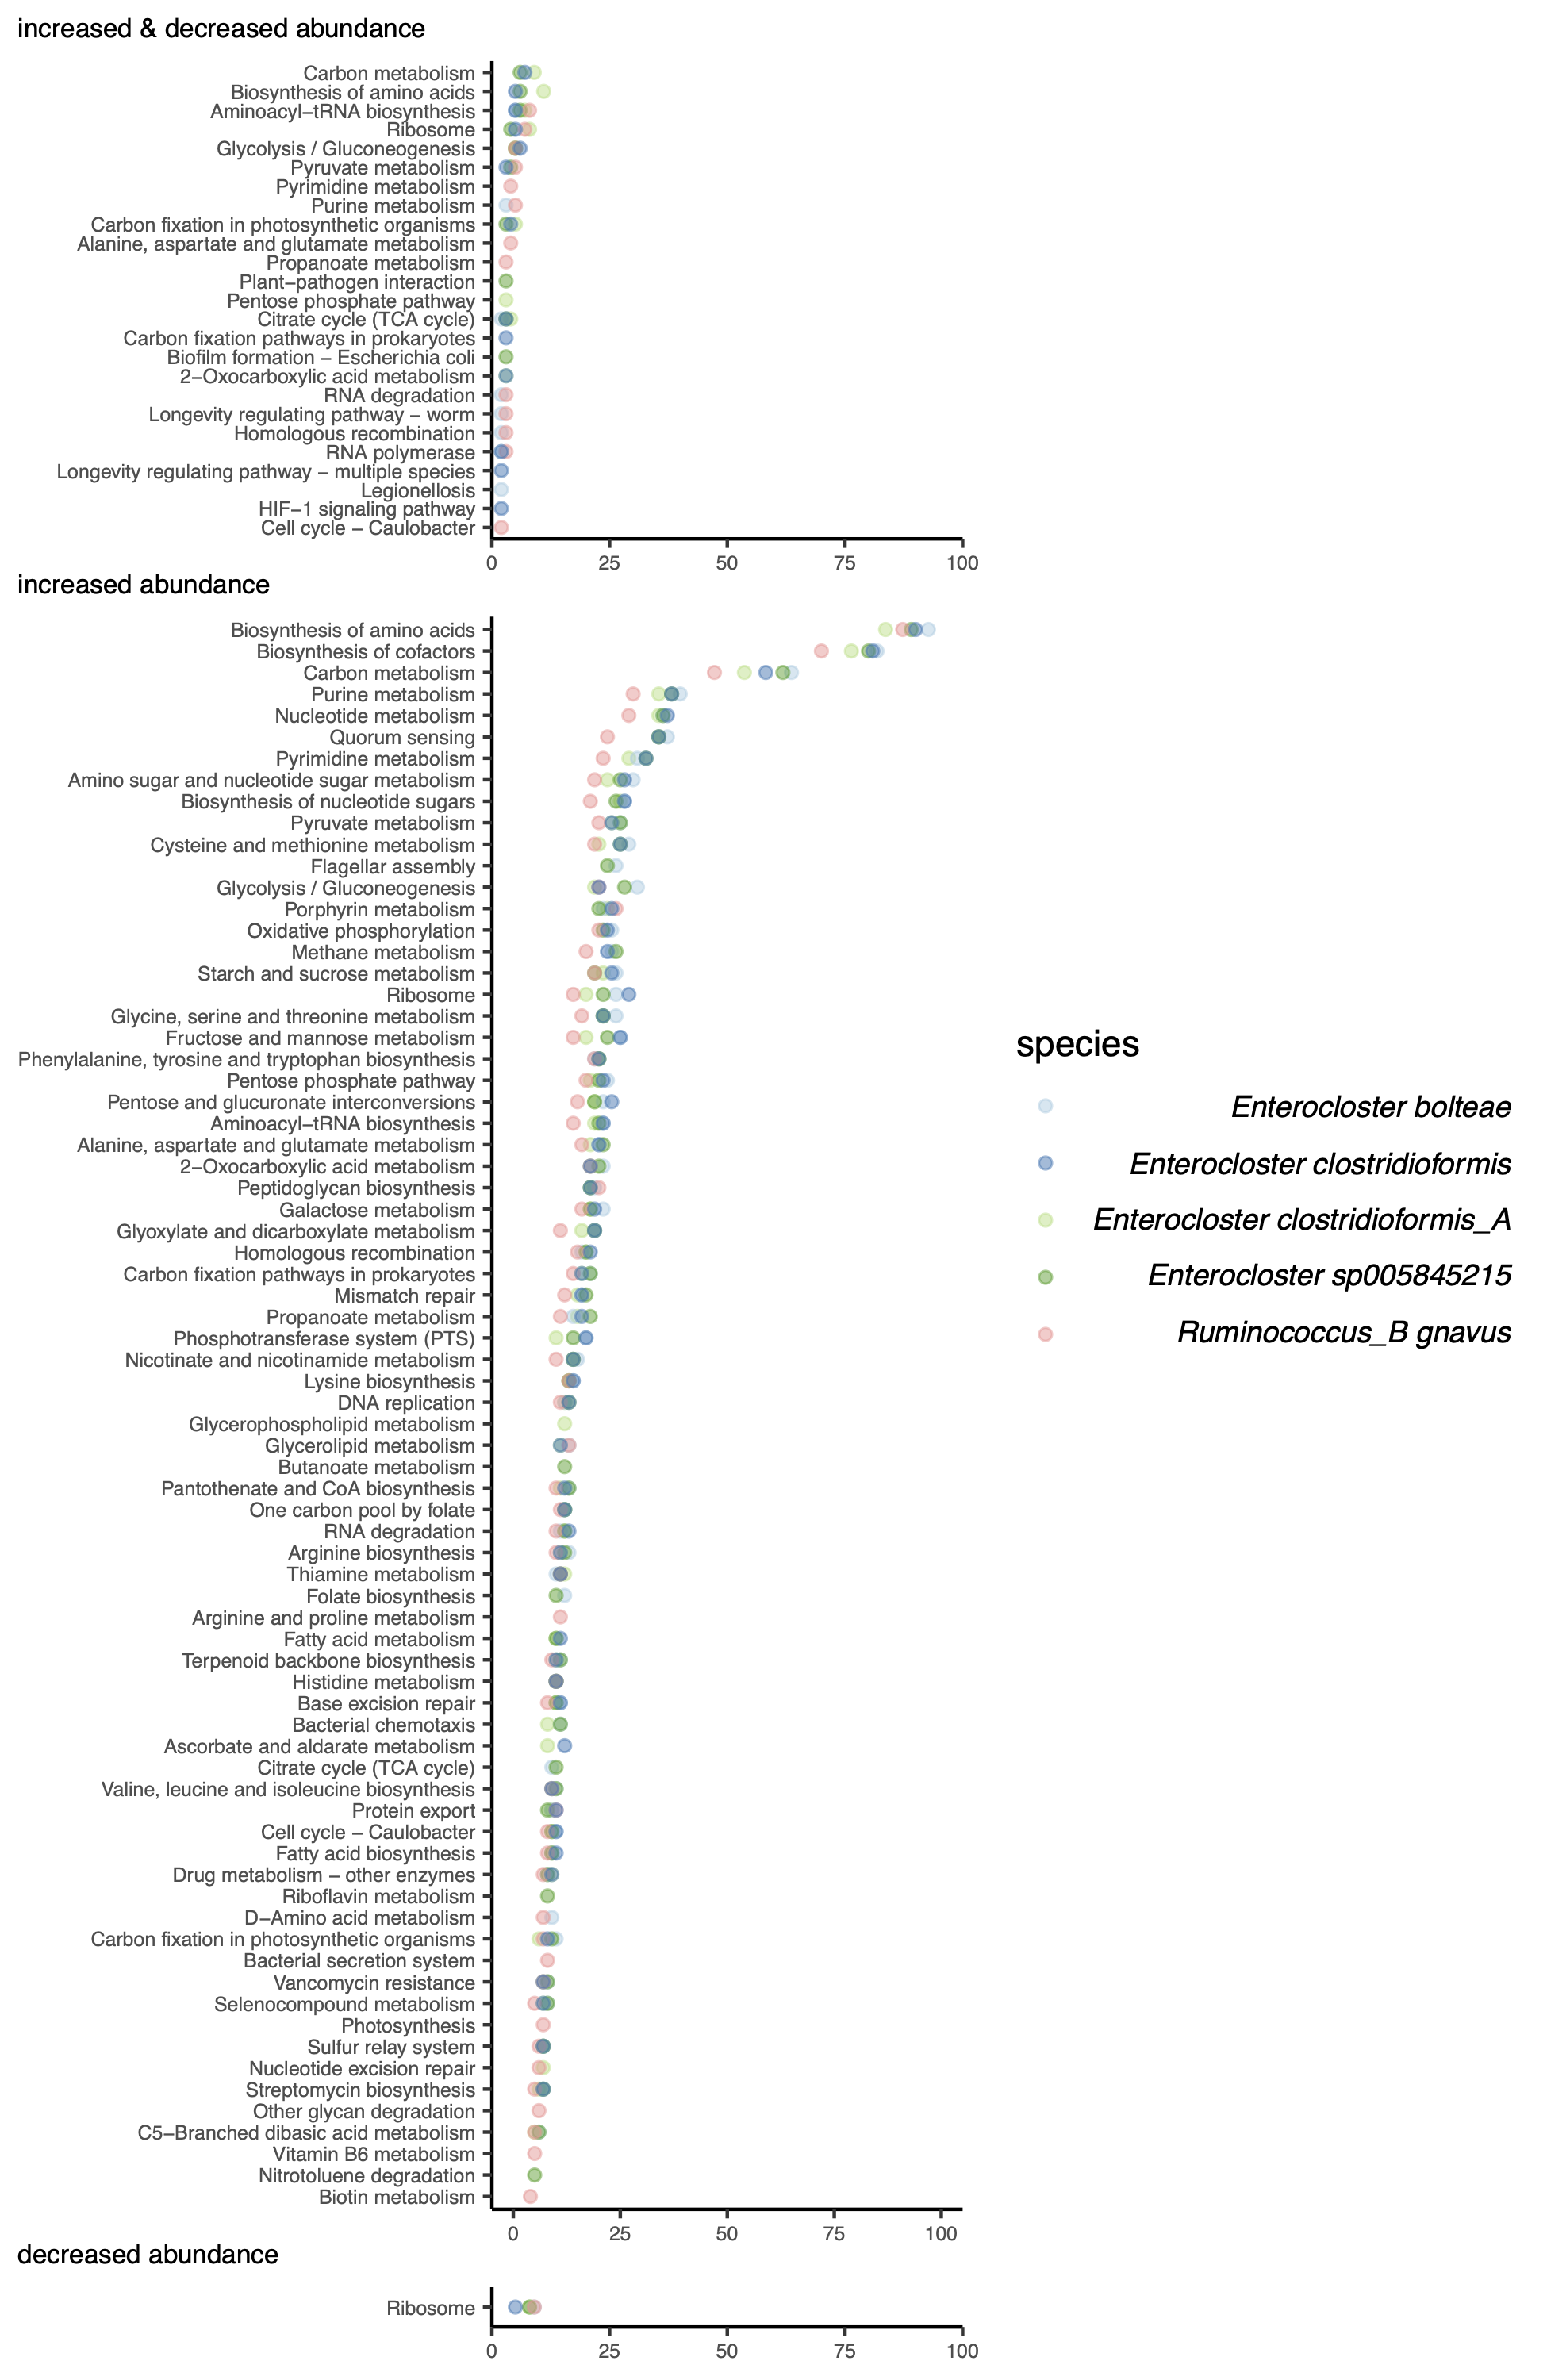 increased & decreased abundance
Carbon metabolism
Biosynthesis of amino acids
Aminoacyl−tRNA biosynthesis
Ribosome
Glycolysis / Gluconeogenesis
Pyruvate metabolism
Pyrimidine metabolism
Purine metabolism
Carbon fixation in photosynthetic organisms
Alanine, aspartate and glutamate metabolism
Propanoate metabolism
Plant−pathogen interaction
Pentose phosphate pathway
Citrate cycle (TCA cycle)
Carbon fixation pathways in prokaryotes
Biofilm formation − Escherichia coli
2−Oxocarboxylic acid metabolism
RNA degradation
Longevity regulating pathway − worm
Homologous recombination
RNA polymerase
Longevity regulating pathway − multiple species
Legionellosis
HIF−1 signaling pathway
Cell cycle − Caulobacter
0 25 50 75 100
increased abundance
Biosynthesis of amino acids
Biosynthesis of cofactors
Carbon metabolism
Purine metabolism
Nucleotide metabolism
Quorum sensing
Pyrimidine metabolism
Amino sugar and nucleotide sugar metabolism
Biosynthesis of nucleotide sugars
Pyruvate metabolism
Cysteine and methionine metabolism
Flagellar assembly
Glycolysis / Gluconeogenesis
Porphyrin metabolism
Oxidative phosphorylation
Methane metabolism
Starch and sucrose metabolism
Ribosome
Glycine, serine and threonine metabolism
Fructose and mannose metabolism
Phenylalanine, tyrosine and tryptophan biosynthesis
Pentose phosphate pathway
Pentose and glucuronate interconversions
Aminoacyl−tRNA biosynthesis
Alanine, aspartate and glutamate metabolism
2−Oxocarboxylic acid metabolism
Peptidoglycan biosynthesis
Galactose metabolism
Glyoxylate and dicarboxylate metabolism
Homologous recombination
Carbon fixation pathways in prokaryotes
Mismatch repair
Propanoate metabolism
Phosphotransferase system (PTS)
Nicotinate and nicotinamide metabolism
Lysine biosynthesis
DNA replication
Glycerophospholipid metabolism
Glycerolipid metabolism
Butanoate metabolism
Pantothenate and CoA biosynthesis
One carbon pool by folate
RNA degradation
Arginine biosynthesis
Thiamine metabolism
Folate biosynthesis
Arginine and proline metabolism
Fatty acid metabolism
Terpenoid backbone biosynthesis
Histidine metabolism
Base excision repair
Bacterial chemotaxis
Ascorbate and aldarate metabolism
Citrate cycle (TCA cycle)
Valine, leucine and isoleucine biosynthesis
Protein export
Cell cycle − Caulobacter
Fatty acid biosynthesis
Drug metabolism − other enzymes
Riboflavin metabolism
D−Amino acid metabolism
Carbon fixation in photosynthetic organisms
Bacterial secretion system
Vancomycin resistance
Selenocompound metabolism
Photosynthesis
Sulfur relay system
Nucleotide excision repair
Streptomycin biosynthesis
Other glycan degradation
C5−Branched dibasic acid metabolism
Vitamin B6 metabolism
Nitrotoluene degradation
Biotin metabolism
0 25 50 75 100
decreased abundance
Ribosome
0 25 50 75 100
species
Enterocloster bolteae
Enterocloster clostridioformis
Enterocloster clostridioformis_A
Enterocloster sp005845215
Ruminococcus_B gnavus